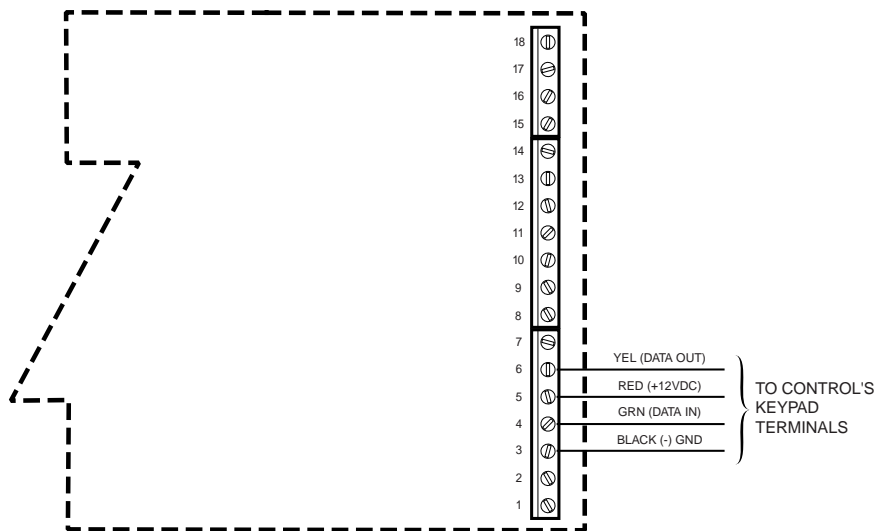 18
17
16
15
14
13
12
11
10
9
8
7
6
5
4
3
2
1
YEL (DATA OUT)
RED (+12VDC)
GRN (DATA IN)
BLACK (-) GND
TO CONTROL'S
KEYPAD
TERMINALS